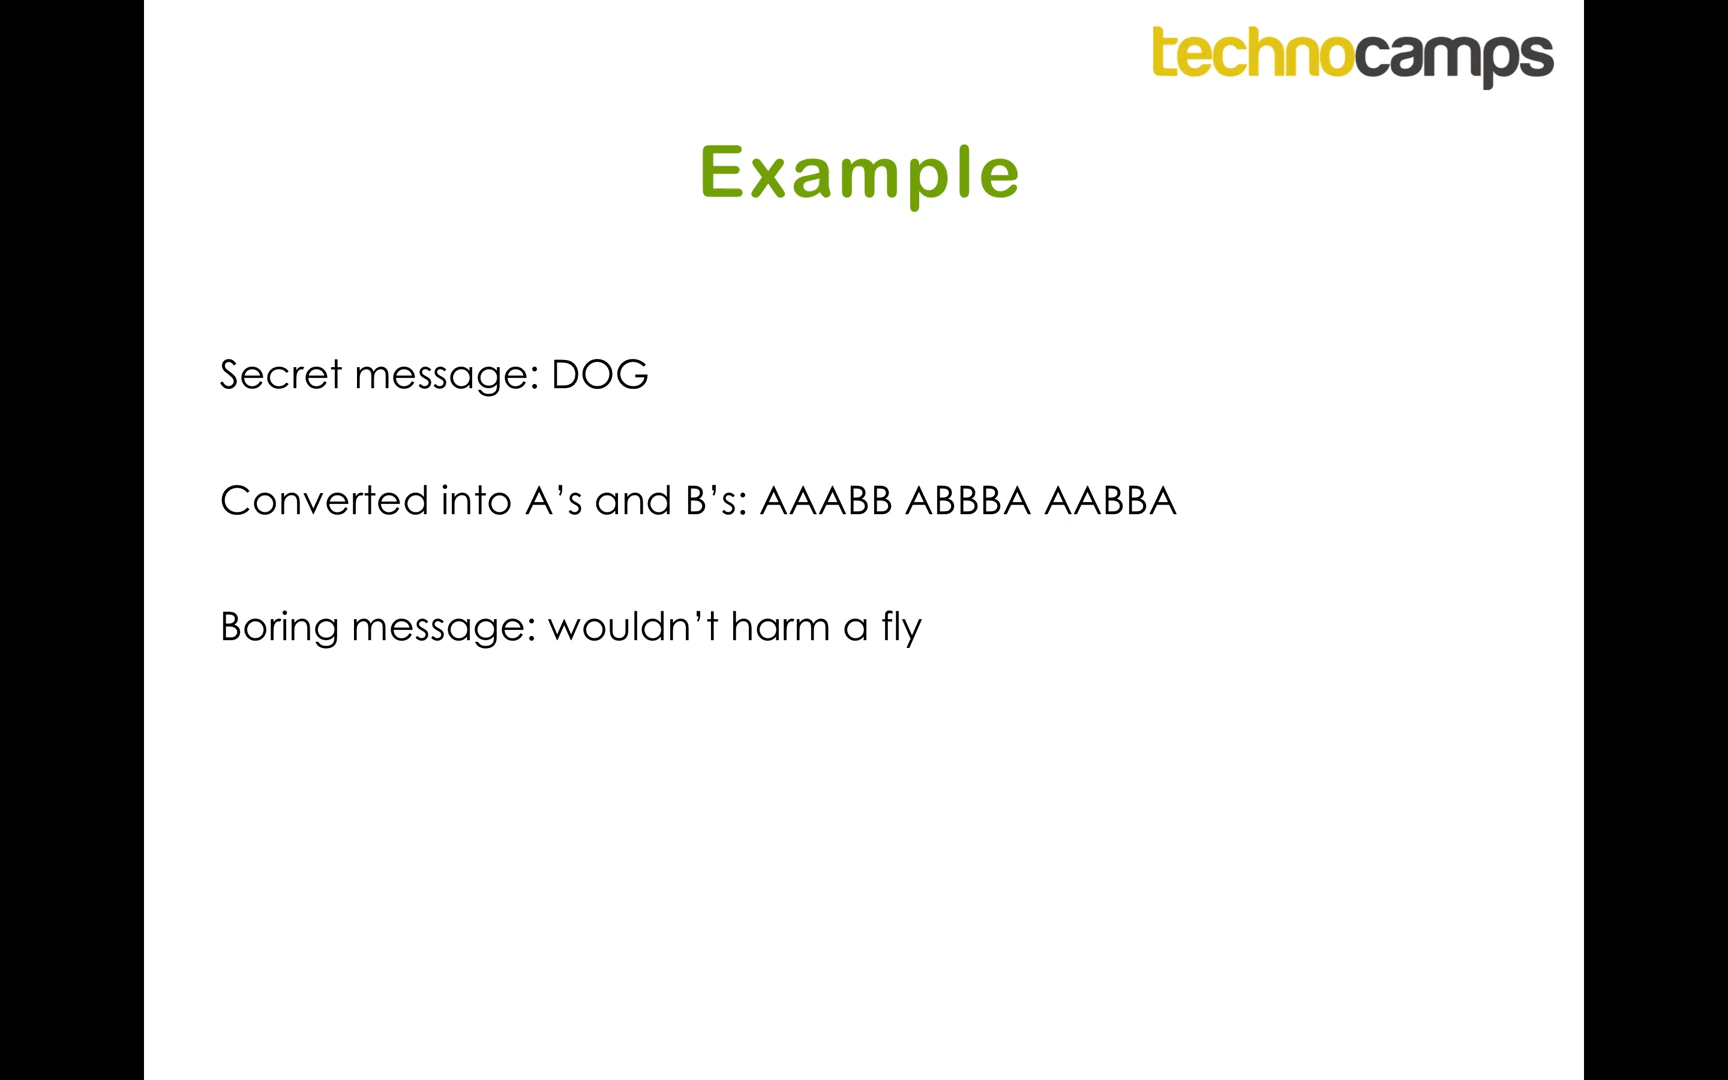 technocamps
Example
Secret message: DOG
Converted into A’s and B’s: AAABB ABBBA AABBA
Boring message: wouldn’t harm a fly